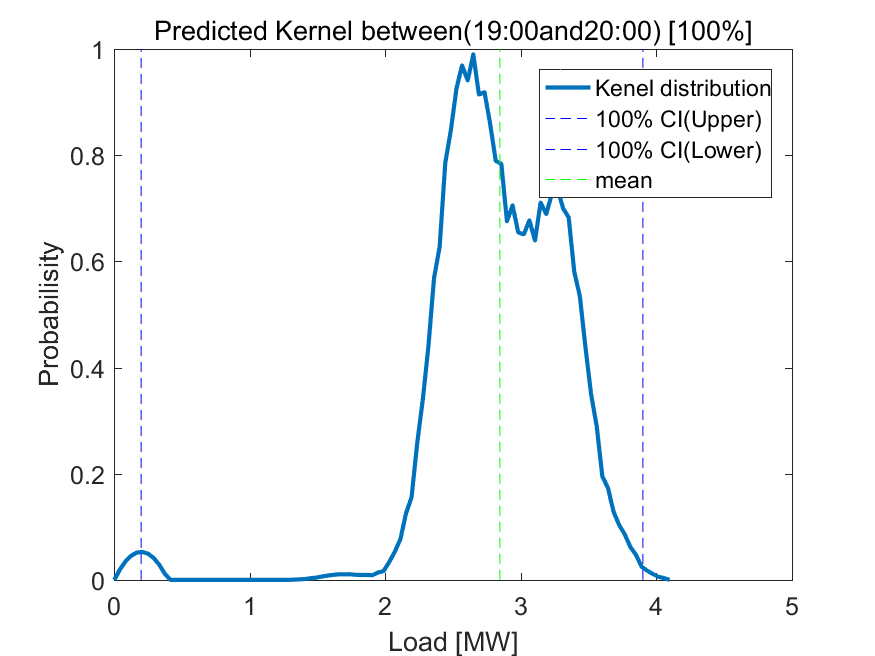 Predicted Kernel between(19:00and20:00) [100%]
Kenel distribution
100% CI(Upper)
100% CI(Lower)
mean
Probabilisity
1
0.8
0.6
0.4
0.2
0
0 1 2 3 4 5
Load [MW]